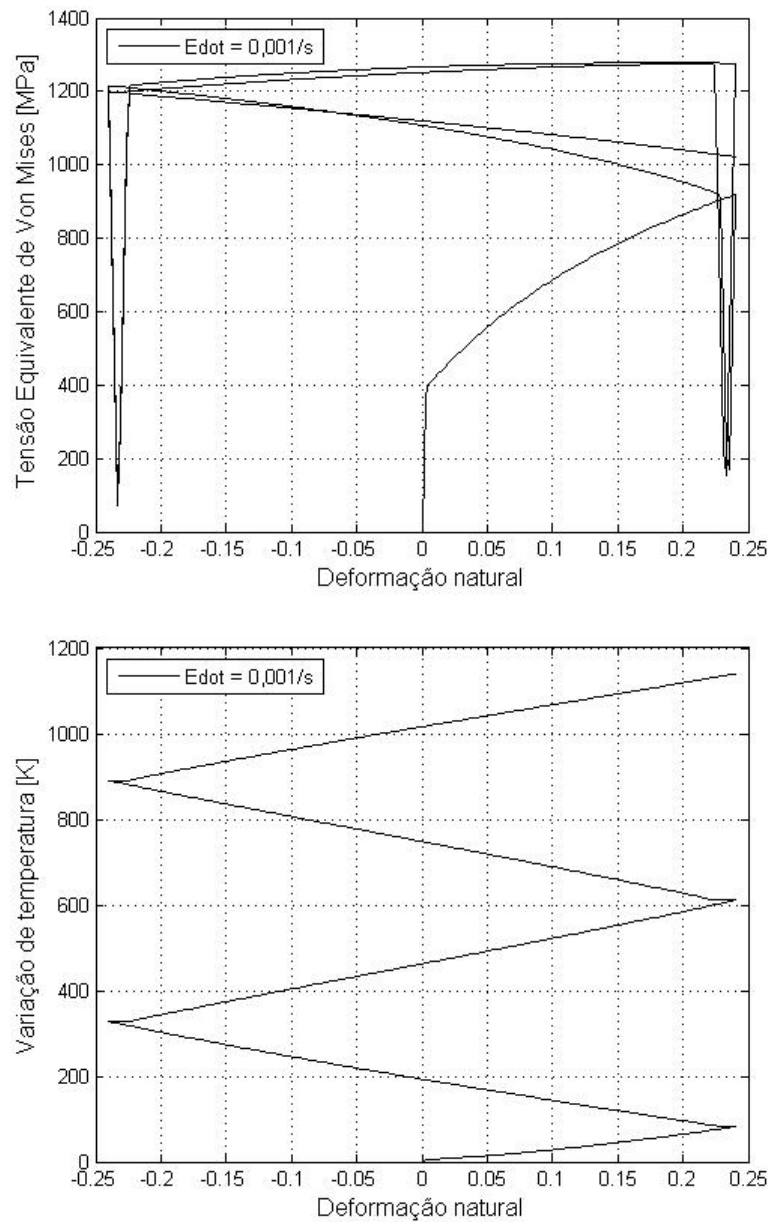 1400
Edot = 0,001/s
1200
1000
800
600
400
200
0
Tensão Equivalente de Von Mises [MPa]
-0.25 -0.2 -0.15 -0.1 -0.05 0 0.05 0.1 0.15 0.2 0.25
Deformação natural
1200
Edot = 0,001/s
1000
800
600
400
200
0
Variação de temperatura [K]
-0.25 -0.2 -0.15 -0.1 -0.05 0 0.05 0.1 0.15 0.2 0.25
Deformação natural